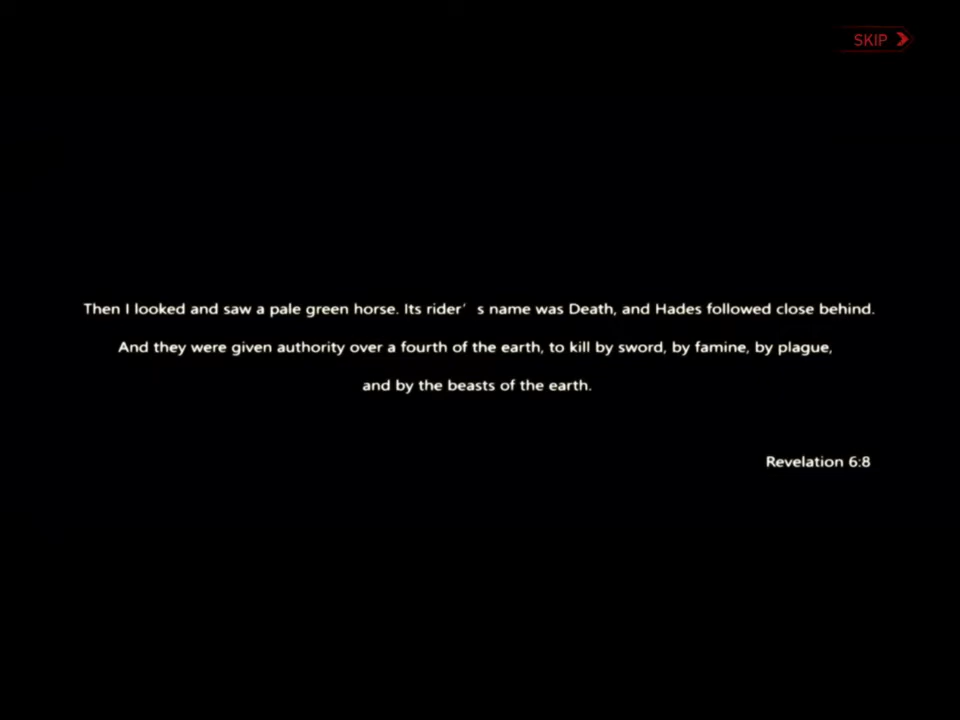 SKIP
Then I looked and saw a pale green horse. Its rider’ s name was Death, and Hades followed close behind.
And they were given authority over a fourth of the earth, to kill by sword, by famine, by plague,
and by the beasts of the earth.
Revelation 6:8